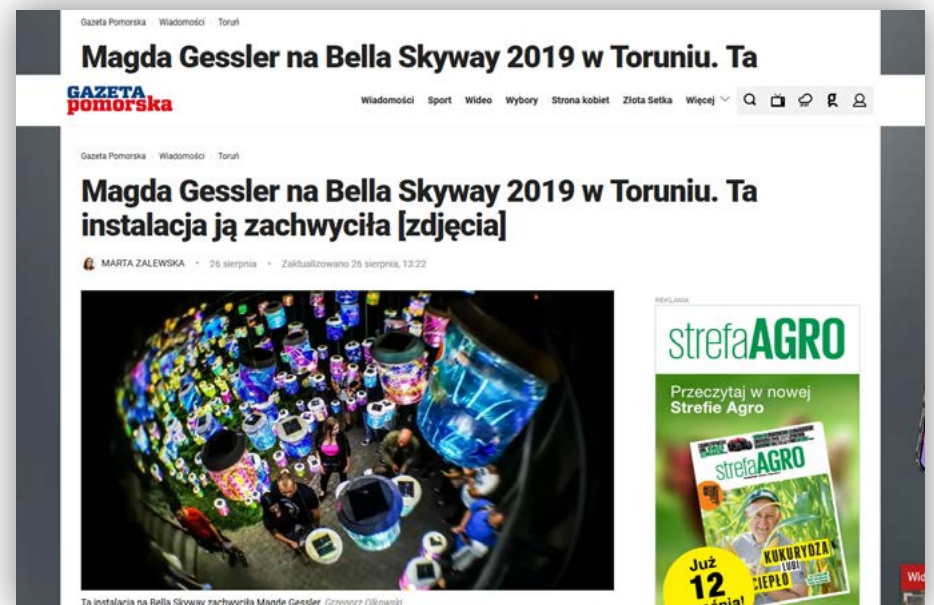 Gazeta Pomorska Wiadomości Toruń
Magda Gessler na Bella Skyway 2019 w Toruniu. Ta
GAZETA
pomorska
Wiadomości Sport Wideo Wybory Strona kobiet Złota Setka Więcej
Gazeta Pomorska Wiadomości Toruń
Magda Gessler na Bella Skyway 2019 w Toruniu. Ta
instalacja ją zachwyciła [zdjęcia]
MARTA ZALEWSKA • 26 sierpnia • Zaktualizowano 26 sierpnia, 13:22
Ta instalacja na Bella Skyway zachwyciła Magdę Gessler Grzegorz Olkowski
REKLAMA
strefaAGRO
Przeczytaj w nowej
Strefie Agro
strefaAGRO
KUKURYDZA
LUBI
CIEPŁO
Już
12
Wid